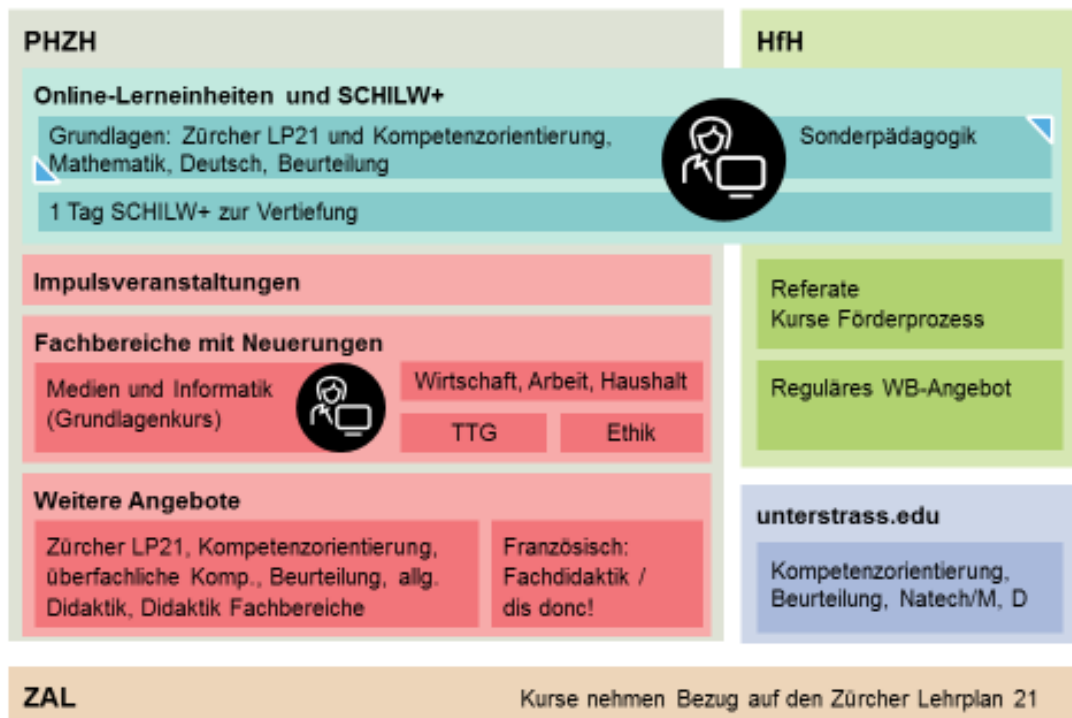 PHZH
HfH
Online-Lerneinheiten und SCHILW+
Grundlagen: Zürcher LP21 und Kompetenzorientierung,
Mathematik, Deutsch, Beurteilung
Sonderpädagogik
1 Tag SCHILW+ zur Vertiefung
Impulsveranstaltungen
Fachbereiche mit Neuerungen
Medien und Informatik
(Grundlagenkurs)
Wirtschaft, Arbeit, Haushalt
TTG
Ethik
Weitere Angebote
Zürcher LP21, Kompetenzorientierung,
überfachliche Komp., Beurteilung, allg.
Didaktik, Didaktik Fachbereiche
Französisch:
Fachdidaktik /
dis donc!
Referate
Kurse Förderprozess
Reguläres WB-Angebot
unterstrass.edu
Kompetenzorientierung,
Beurteilung, Natech/M, D
ZAL
Kurse nehmen Bezug auf den Zürcher Lehrplan 21